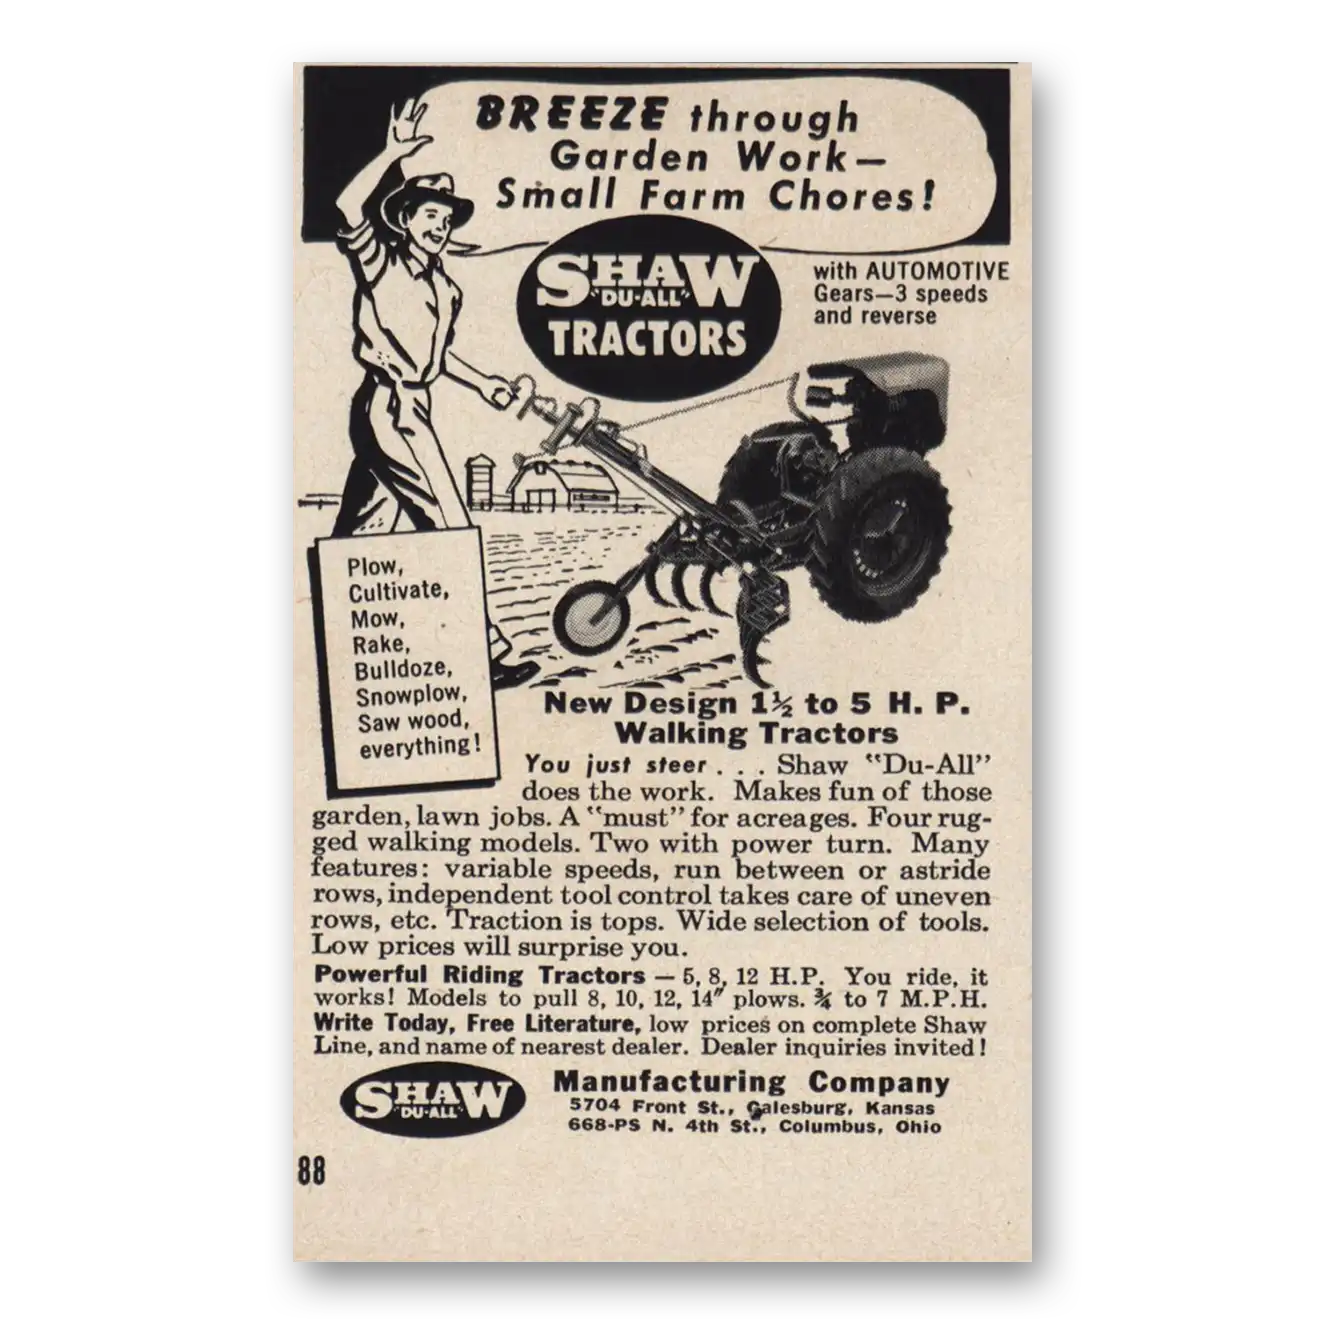 BREEZE through
Garden Work—
Small Farm Chores!
SHAW
"DU-ALL"
TRACTORS
with AUTOMOTIVE
Gears—3 speeds
and reverse
Plow,
Cultivate,
Mow,
Rake,
Bulldoze,
Snowplow,
Saw wood,
everything!
New Design 1½ to 5 H. P.
Walking Tractors
You just steer . . . Shaw "Du-All"
does the work. Makes fun of those
garden, lawn jobs. A "must" for acreages. Four rug-
ged walking models. Two with power turn. Many
features: variable speeds, run between or astride
rows, independent tool control takes care of uneven
rows, etc. Traction is tops. Wide selection of tools.
Low prices will surprise you.
Powerful Riding Tractors — 5, 8, 12 H.P. You ride, it
works! Models to pull 8, 10, 12, 14" plows. ¾ to 7 M.P.H.
Write Today, Free Literature, low prices on complete Shaw
Line, and name of nearest dealer. Dealer inquiries invited!
SHAW
"DU-ALL"
Manufacturing Company
5704 Front St., Galesburg, Kansas
668-PS N. 4th St., Columbus, Ohio
88